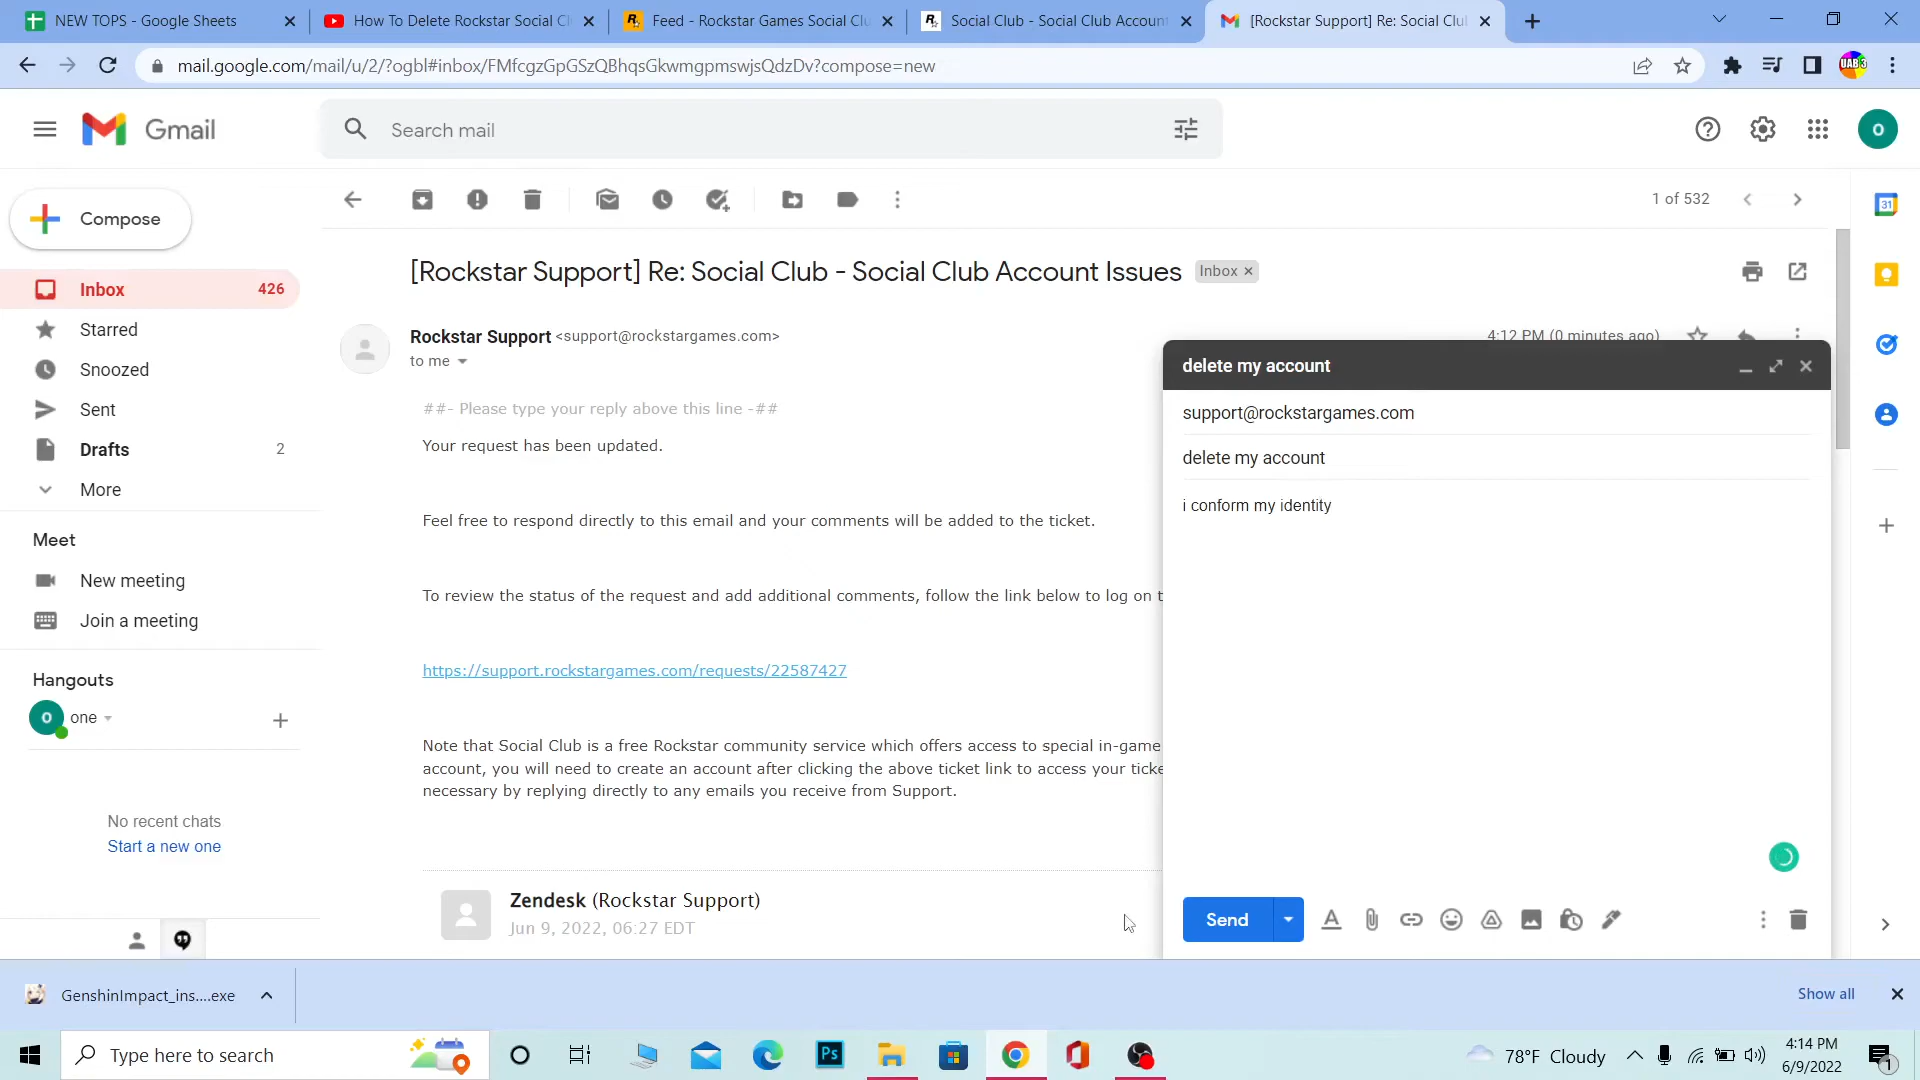 NEW TOPS - Google Sheets
How To Delete Rockstar Social Cl
Feed - Rockstar Games Social Clu
Social Club - Social Club Account
[Rockstar Support] Re: Social Clul
mail.google.com/mail/u/2/?ogbl#inbox/FMfcgzGpGSzQBhqsGkwmgpmswjsQdzDv?compose=new
UAB 3
Gmail
Search mail
O
Compose
1 of 532
31
[Rockstar Support] Re: Social Club - Social Club Account Issues
Inbox ×
Inbox
426
Starred
Snoozed
Sent
Drafts
2
More
Rockstar Support <support@rockstargames.com>
4:12 PM (0 minutes ago)
to me
##- Please type your reply above this line -##
Your request has been updated.
Feel free to respond directly to this email and your comments will be added to the ticket.
To review the status of the request and add additional comments, follow the link below to log on t
https://support.rockstargames.com/requests/22587427
Note that Social Club is a free Rockstar community service which offers access to special in-game
account, you will need to create an account after clicking the above ticket link to access your ticke
necessary by replying directly to any emails you receive from Support.
Zendesk (Rockstar Support)
Jun 9, 2022, 06:27 EDT
delete my account
support@rockstargames.com
delete my account
i conform my identity
Send
Meet
New meeting
Join a meeting
Hangouts
O
one
No recent chats
Start a new one
GenshinImpact_ins....exe
Show all
Type here to search
Ps
78°F Cloudy
4:14 PM
6/9/2022
1